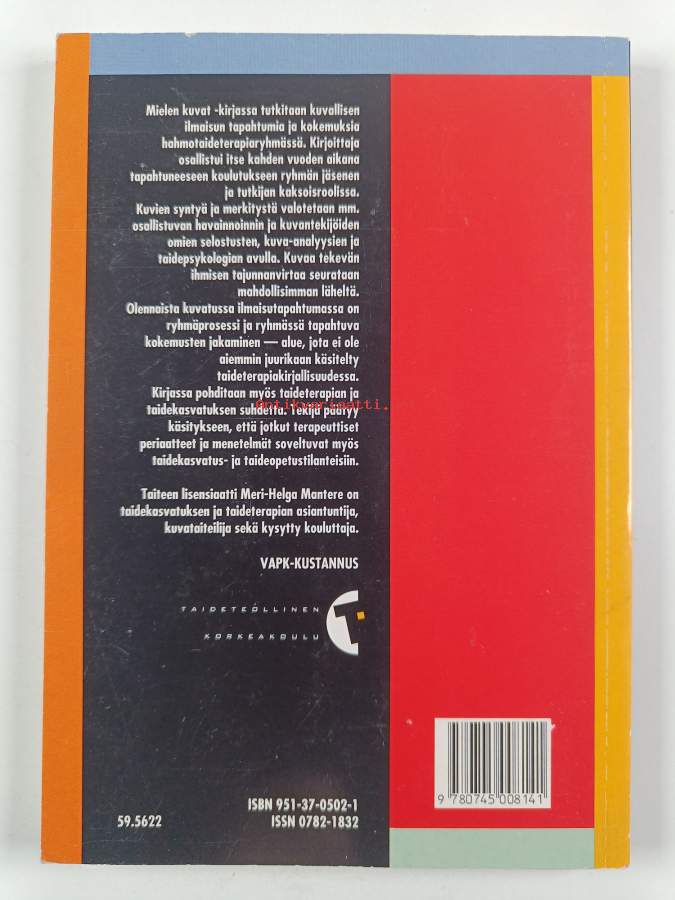 Mielen kuvat -kirjassa tutkitaan kuvallisen
ilmaisun tapahtumia ja kokemuksia
hahmotaideterapiaryhmässä. Kirjoittaja
osallistui itse kahden vuoden aikana
tapahtuneeseen koulutukseen ryhmän jäsenen
ja tutkijan kaksoisroolissa.
Kuvien syntyä ja merkitystä valotetaan mm.
osallistuvan havainnoinnin ja kuvantekijöiden
omien selostusten, kuva-analyysien ja
taidepsykologian avulla. Kuvaa tekevän
ihmisen tajunnanvirtaa seurataan
mahdollisimman läheltä.
Olennaista kuvatussa ilmaisutapahtumassa on
ryhmäprosessi ja ryhmässä tapahtuva
kokemusten jakaminen — alue, jota ei ole
aiemmin juurikaan käsitelty
taideterapiakirjallisuudessa.
Kirjassa pohditaan myös taideterapian ja
taidekasvatuksen suhdetta. Tekijä päätyy
antikvariaatti.
käsitykseen, että jotkut terapeuttiset
periaatteet ja menetelmät soveltuvat myös
taidekasvatus- ja taideopetustilanteisiin.
Taiteen lisensiaatti Meri-Helga Mantere on
taidekasvatuksen ja taideterapian asiantuntija,
kuvataiteilija sekä kysytty kouluttaja.
VAPK-KUSTANNUS
TAIDETEOLLINEN
KORKEAKOULU
T
ISBN 951-37-0502-1
59.5622 ISSN 0782-1832
9 780745 008141